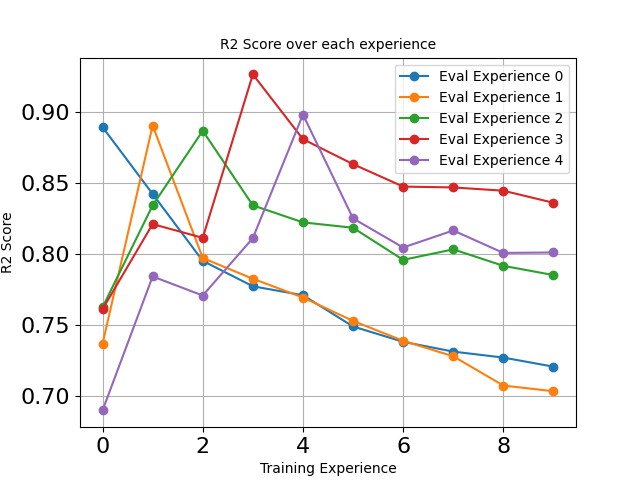 R2 Score over each experience
Eval Experience 0
Eval Experience 1
Eval Experience 2
Eval Experience 3
Eval Experience 4
0.90
0.85
0.80
0.75
0.70
R2 Score
0 2 4 6 8
Training Experience